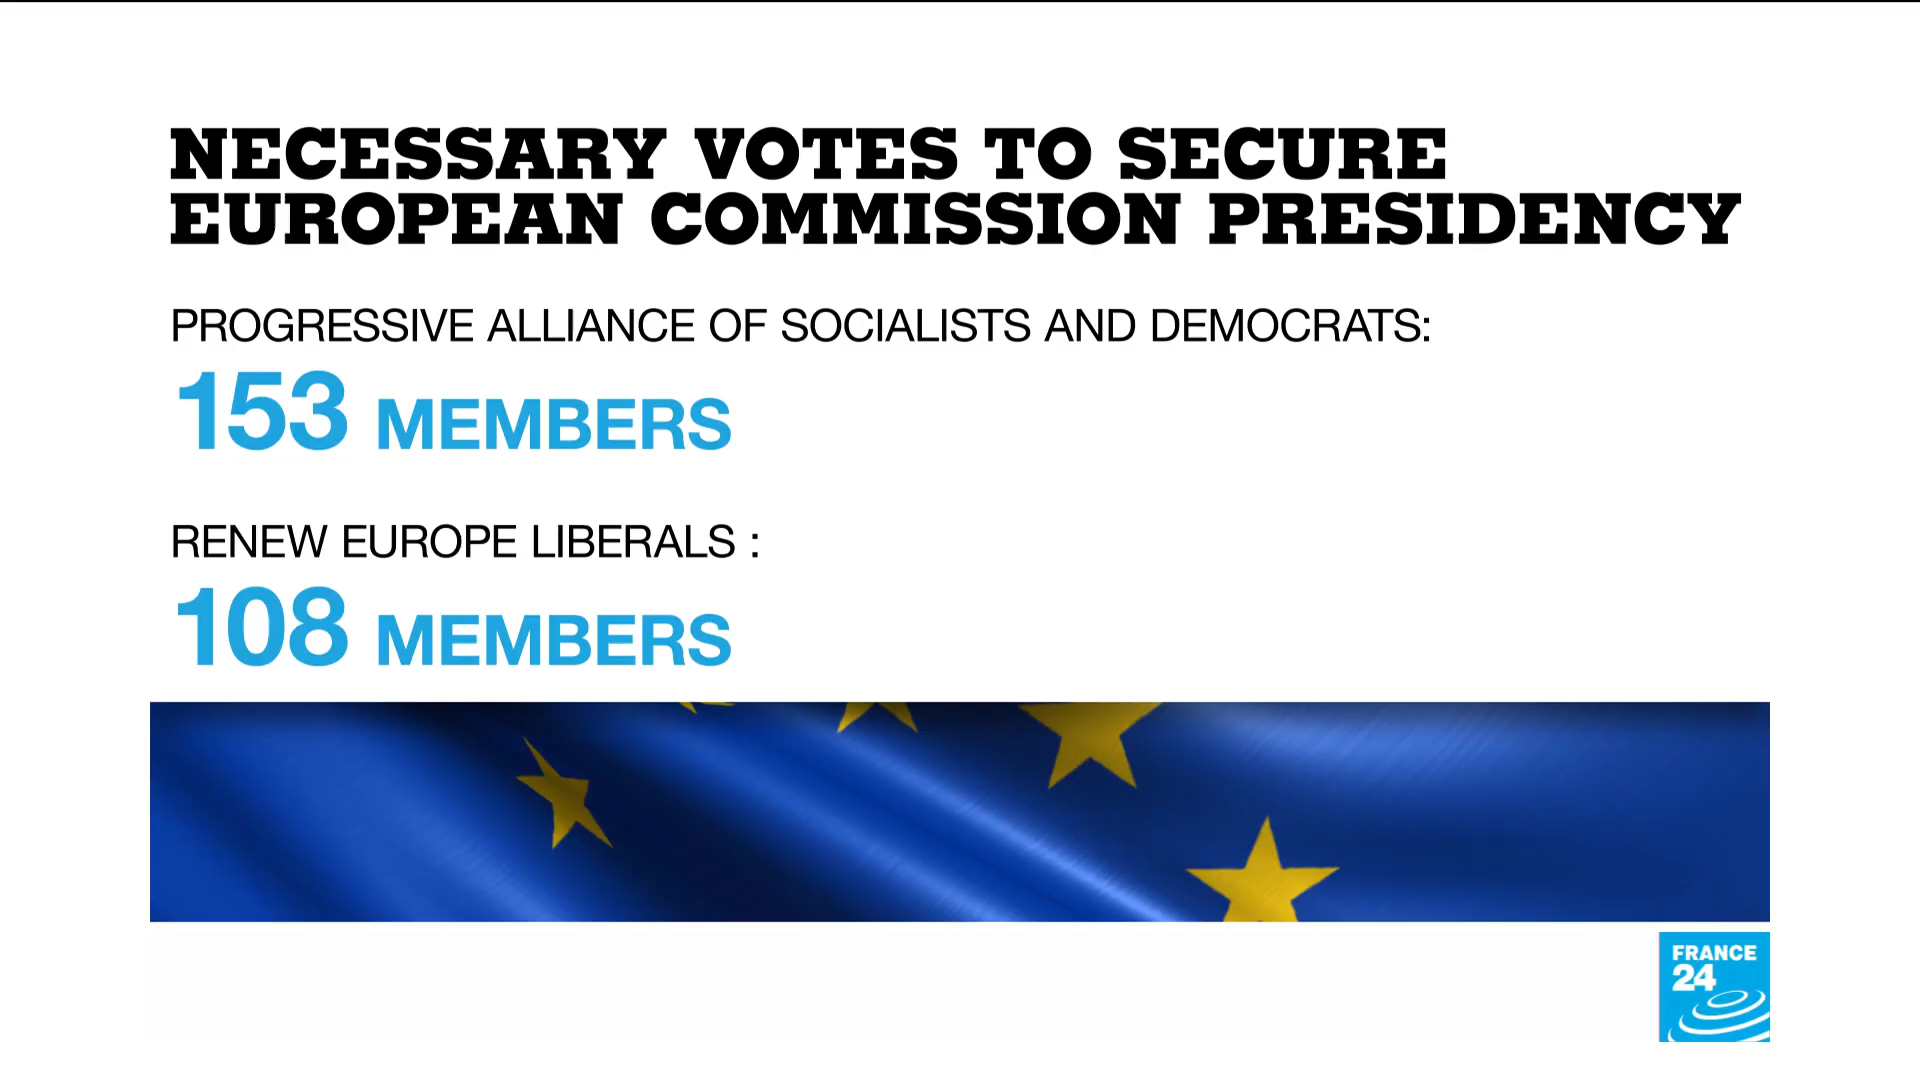 NECESSARY VOTES TO SECURE
EUROPEAN COMMISSION PRESIDENCY
PROGRESSIVE ALLIANCE OF SOCIALISTS AND DEMOCRATS:
153 MEMBERS
RENEW EUROPE LIBERALS :
108 MEMBERS
FRANCE
24